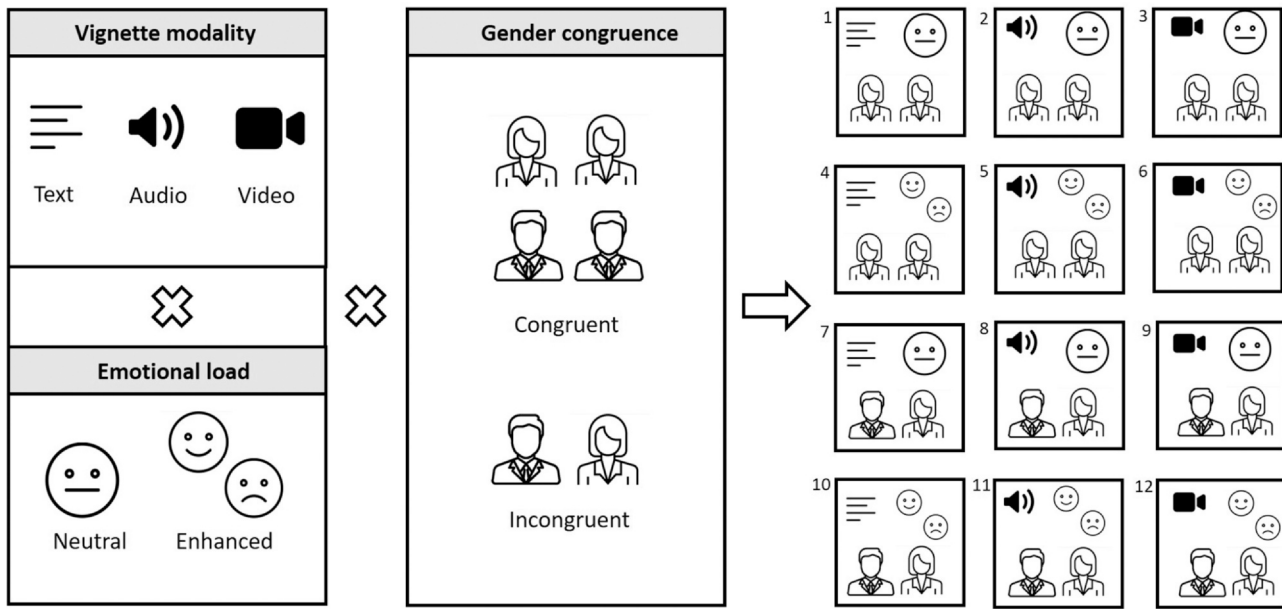 Vignette modality
Text Audio Video
Emotional load
Neutral Enhanced
Gender congruence
Congruent
Incongruent
1 2 3
4 5 6
7 8 9
10 11 12